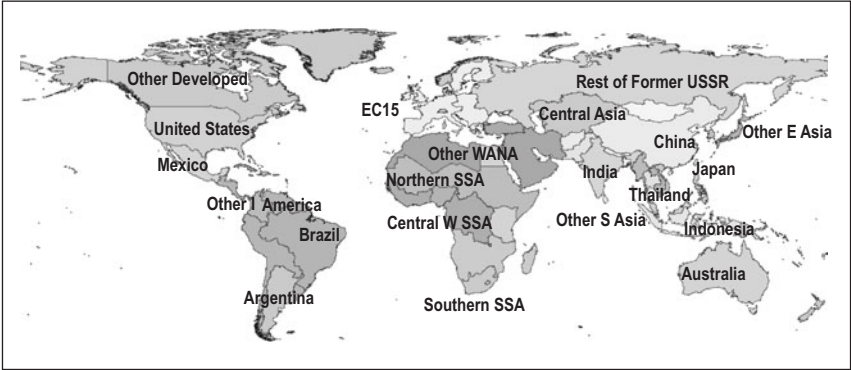 Other Developed
Rest of Former USSR
EC15
Central Asia
United States
China
Other E Asia
Other WANA
Mexico
India
Japan
Northern SSA
Thailand
Other l America
Central W SSA
Other S Asia
Brazil
Indonesia
Australia
Argentina
Southern SSA